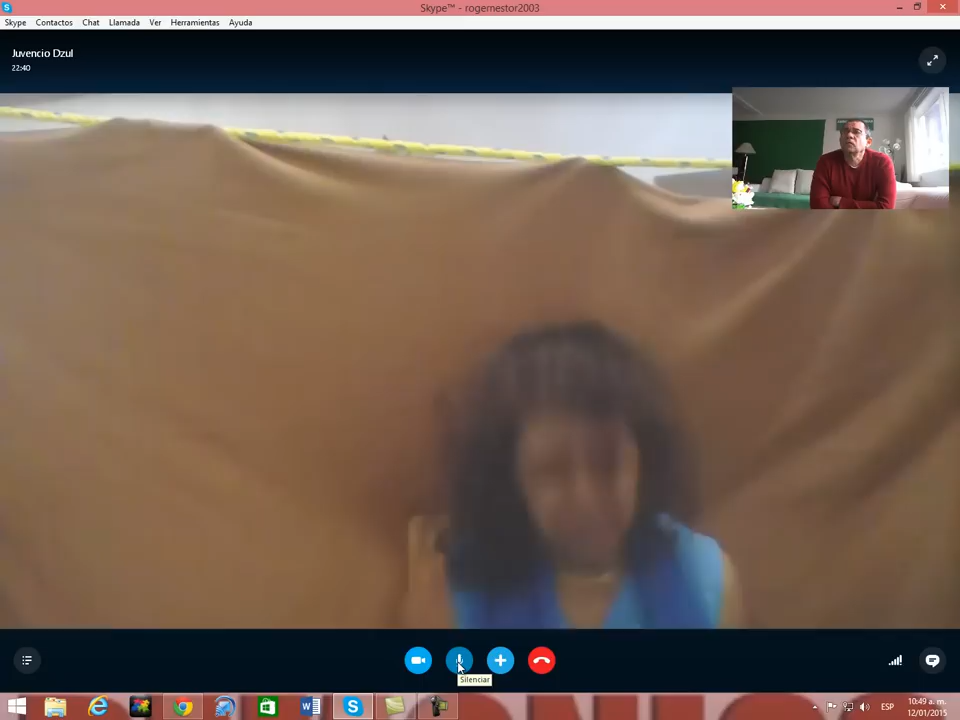 Skype™ - rogernestor2003
Skype Contactos Chat Llamada Ver Herramientas Ayuda
Juvencio Dzul
22:40
Silenciar
ESP
10:49 a. m.
12/01/2015